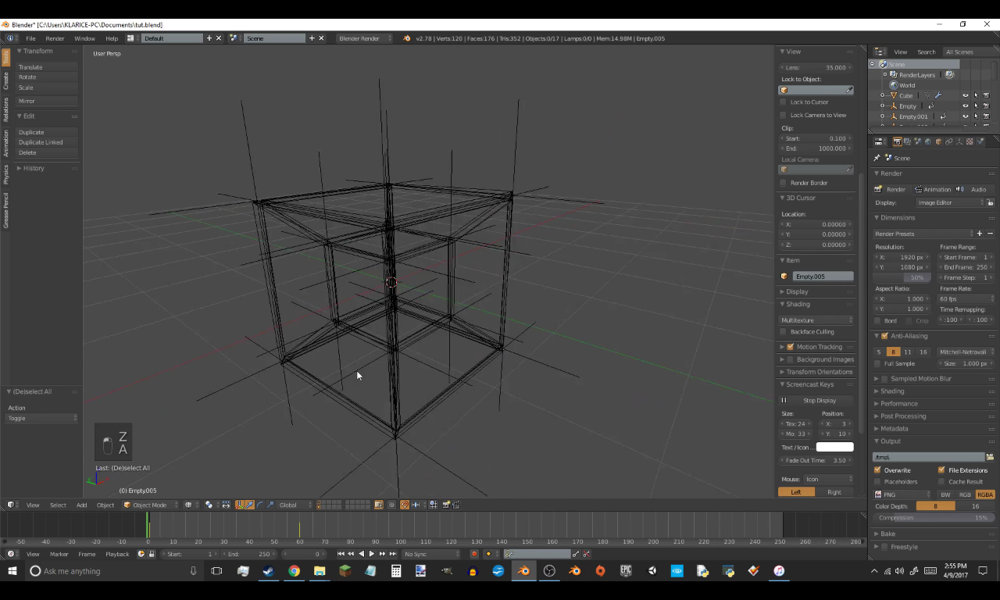 Blender* [C:\Users\KLARICE-PC\Documents\tut.blend]
File Render Window Help Default Scene Blender Render v2.78 | Verts:120 | Faces:176 | Tris:352 | Objects:0/17 | Lamps:0/0 | Mem:14.98M | Empty.005
Tools
Create
Relations
Animation
Physics
Grease Pencil
Transform
Translate
Rotate
Scale
Mirror
Edit
Duplicate
Duplicate Linked
Delete
History
(De)select All
Action
Toggle
User Persp
Z
A
Last: (De)select All
(0) Empty.005
View
Lens: 35.000
Lock to Object:
Lock to Cursor
Lock Camera to View
Clip:
Start: 0.100
End: 1000.000
Local Camera:
Render Border
3D Cursor
Location:
X: 0.00000
Y: 0.00000
Z: 0.00000
Item
Empty.005
Display
Shading
Multitexture
Backface Culling
Motion Tracking
Background Images
Transform Orientations
Screencast Keys
Stop Display
Size: Position:
Tex: 24 X: 3
Mo: 33 Y: 10
Text / Icon ...
Fade Out Time: 3.50
Mouse: Icon
Left Right
View Search All Scenes
Scene
RenderLayers
World
Cube
Empty
Empty.001
Scene
Render
Render Animation Audio
Display: Image Editor
Dimensions
Render Presets
Resolution: Frame Range:
X: 1920 px Start Frame: 1
Y: 1080 px End Frame: 250
50% Frame Step: 1
Aspect Ratio: Frame Rate:
X: 1.000 60 fps
Y: 1.000 Time Remapping:
Bord Crop :100 : 100
Anti-Aliasing
5 8 11 16 Mitchell-Netravali
Full Sample Size: 1.000 px
Sampled Motion Blur
Shading
Performance
Post Processing
Metadata
Output
/tmp\
Overwrite File Extensions
Placeholders Cache Result
PNG BW RGB RGBA
Color Depth: 8 16
Compression: 15%
Bake
Freestyle
View Select Add Object Object Mode Global
-50 -40 -30 -20 -10 0 10 20 30 40 50 60 70 80 90 100 110 120 130 140 150 160 170 180 190 200 210 220 230 240 250 260 270 280
View Marker Frame Playback Start: 1 End: 250 0 No Sync
Ask me anything
EPIC GAMES
2:55 PM
4/9/2017